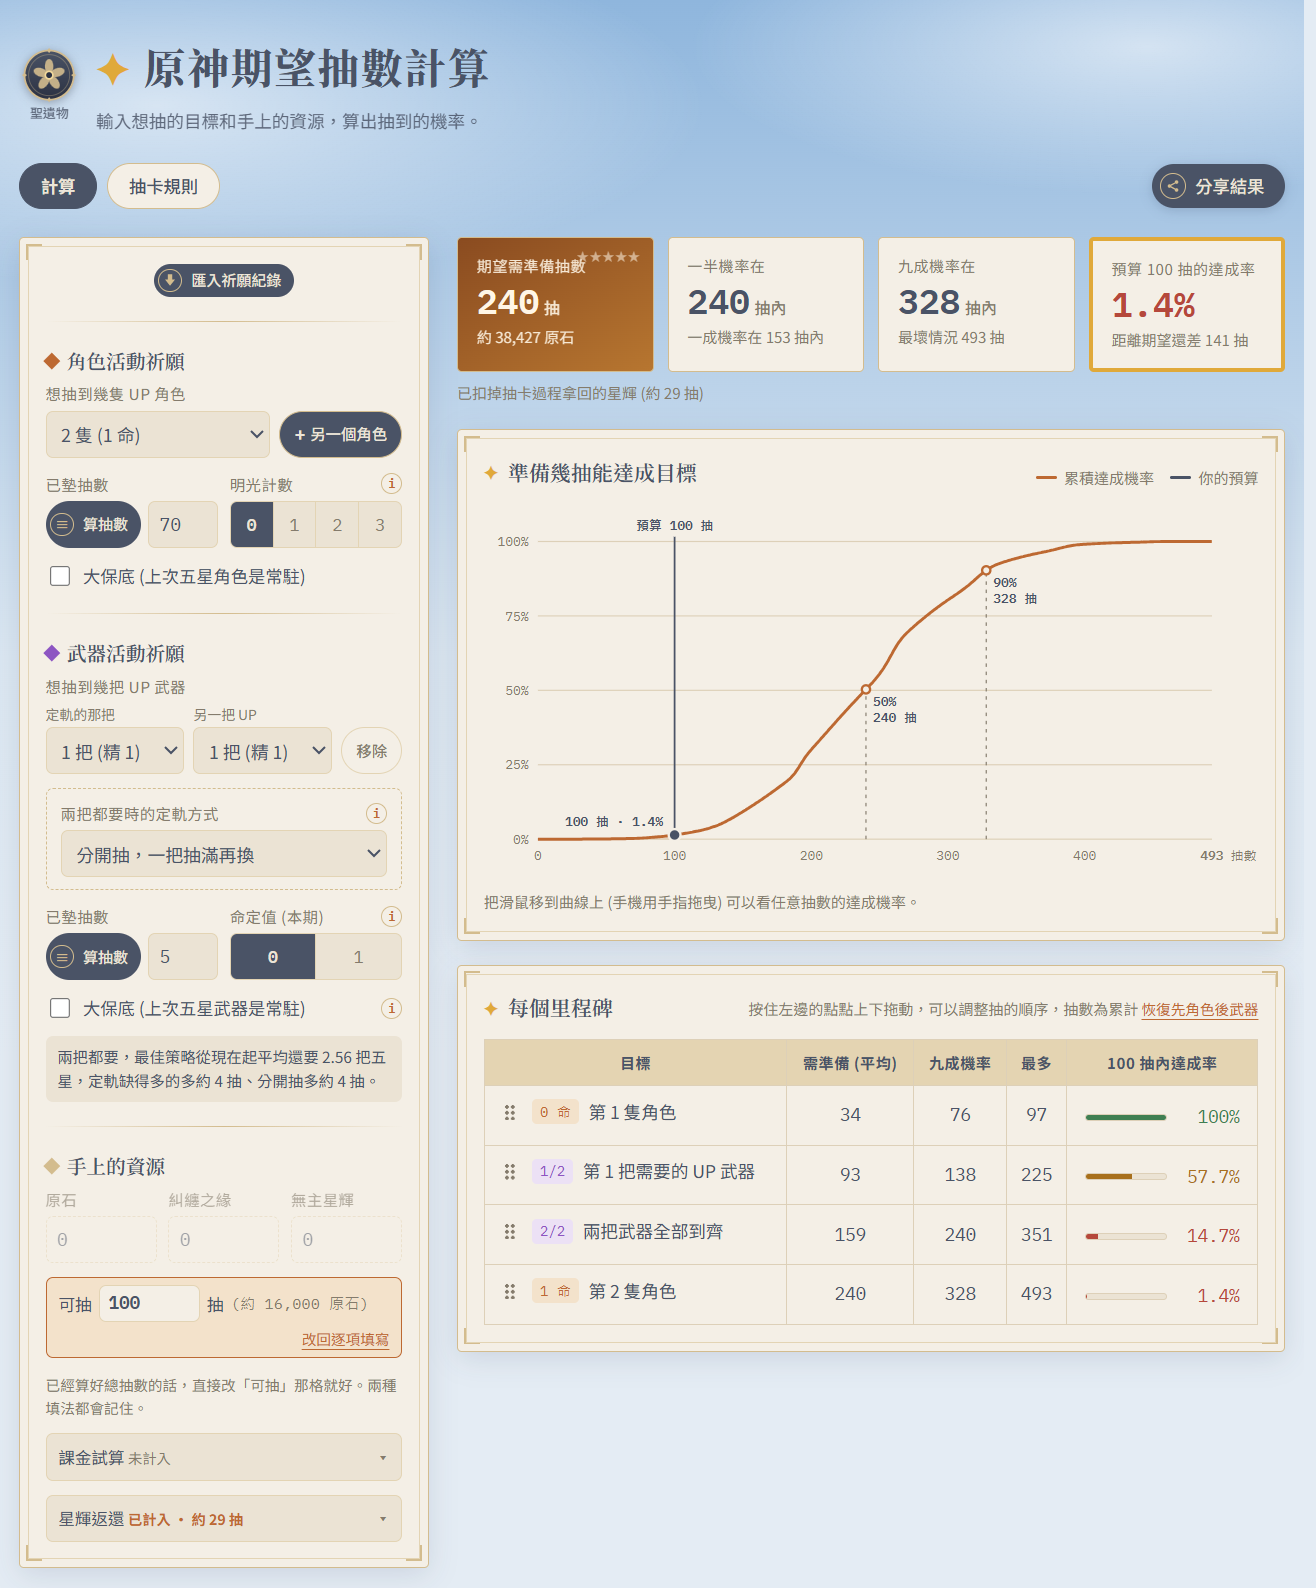 原神期望抽數計算
聖遺物
輸入想抽的目標和手上的資源，算出抽到的機率。
計算
抽卡規則
分享結果
匯入祈願紀錄
角色活動祈願
想抽到幾隻 UP 角色
2 隻 (1 命)
+ 另一個角色
已墊抽數
明光計數
i
算抽數
70
0 1 2 3
大保底 (上次五星角色是常駐)
武器活動祈願
想抽到幾把 UP 武器
定軌的那把
另一把 UP
1 把 (精 1)
1 把 (精 1)
移除
兩把都要時的定軌方式
i
分開抽，一把抽滿再換
已墊抽數
命定值 (本期)
i
算抽數
5
0 1
大保底 (上次五星武器是常駐)
i
兩把都要，最佳策略從現在起平均還要 2.56 把五
星，定軌缺得多的多約 4 抽、分開抽多約 4 抽。
手上的資源
原石
糾纏之緣
無主星輝
0
0
0
可抽 100 抽 (約 16,000 原石)
改回逐項填寫
已經算好總抽數的話，直接改「可抽」那格就好。兩種
填法都會記住。
課金試算 未計入
星輝返還 已計入 · 約 29 抽
期望需準備抽數
★★★★★
240 抽
約 38,427 原石
一半機率在
240 抽內
一成機率在 153 抽內
九成機率在
328 抽內
最壞情況 493 抽
預算 100 抽的達成率
1.4%
距離期望還差 141 抽
已扣掉抽卡過程拿回的星輝 (約 29 抽)
準備幾抽能達成目標
累積達成機率
你的預算
預算 100 抽
100%
75%
50%
25%
0%
90%
328 抽
50%
240 抽
100 抽 · 1.4%
0 100 200 300 400 493 抽數
把滑鼠移到曲線上 (手機用手指拖曳) 可以看任意抽數的達成機率。
每個里程碑
按住左邊的點點上下拖動，可以調整抽的順序，抽數為累計 恢復先角色後武器
目標 需準備 (平均) 九成機率 最多 100 抽內達成率
0 命 第 1 隻角色 34 76 97 100%
1/2 第 1 把需要的 UP 武器 93 138 225 57.7%
2/2 兩把武器全部到齊 159 240 351 14.7%
1 命 第 2 隻角色 240 328 493 1.4%